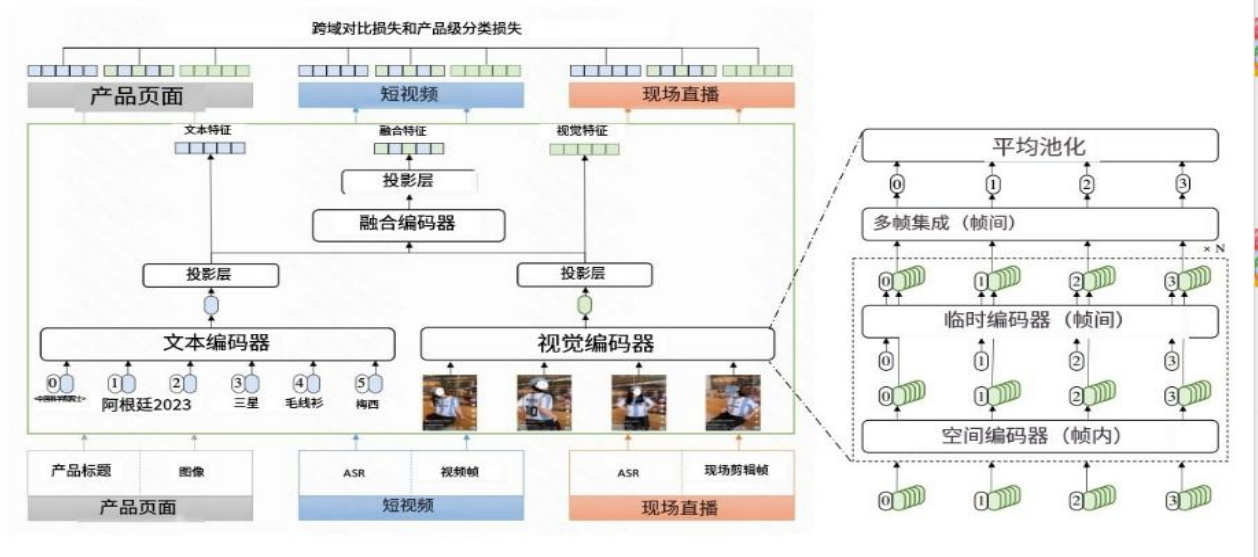 跨域对比损失和产品级分类损失
产品页面
短视频
现场直播
文本特征
融合特征
视觉特征
投影层
融合编码器
投影层
投影层
文本编码器
视觉编码器
0
1
2
3
4
5
阿根廷2023
三星
毛线衫
梅西
10
产品标题
图像
ASR
视频帧
ASR
现场剪辑帧
产品页面
短视频
现场直播
平均池化
0
1
2
3
多帧集成（帧间）
× N
0
1
2
3
临时编码器（帧间）
0
1
2
3
0
1
2
3
空间编码器（帧内）
0
1
2
3